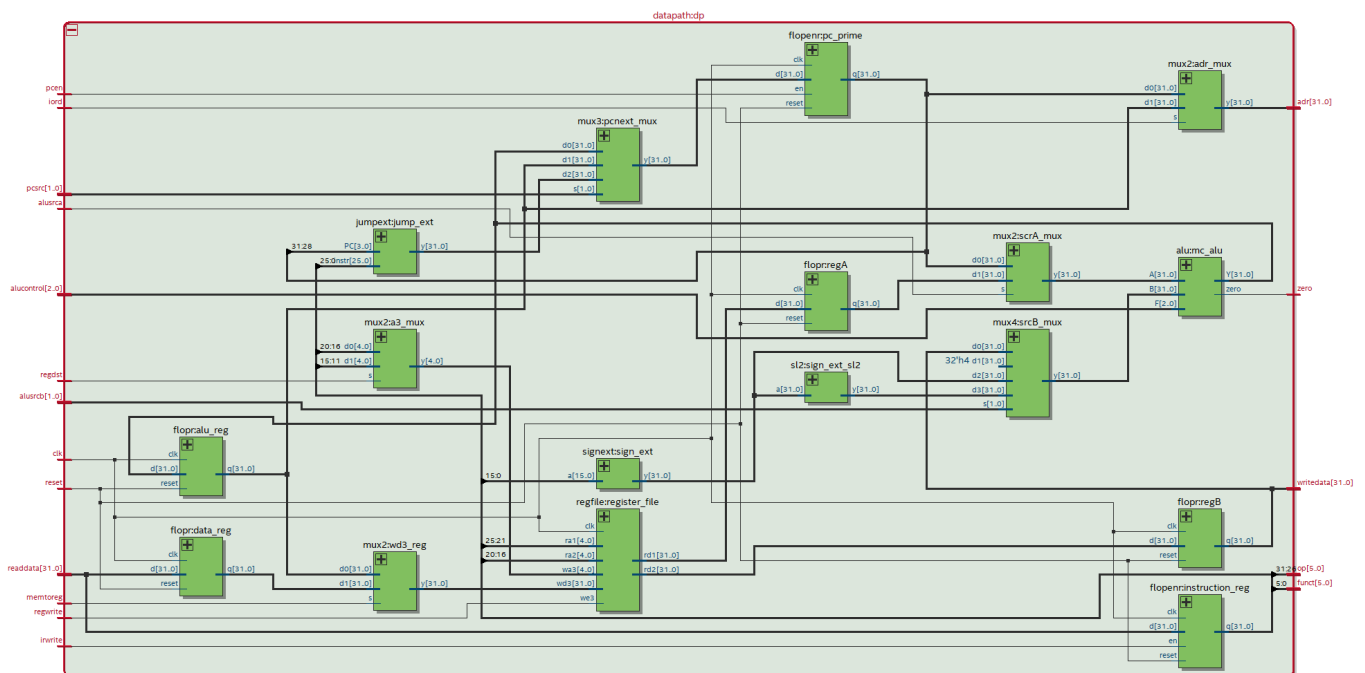 datapath:dp
flopenr:pc_prime
clk
d[31..0]
q[31..0]
en
reset
mux2:adr_mux
d0[31..0]
d1[31..0]
y[31..0]
s
pcen
iord
adr[31..0]
mux3:pcnext_mux
d0[31..0]
d1[31..0]
y[31..0]
d2[31..0]
s[1..0]
pcsrc[1..0]
alusrca
jumpext:jump_ext
31:28
PC[3..0]
y[31..0]
25:0
instr[25..0]
mux2:scrA_mux
d0[31..0]
d1[31..0]
y[31..0]
s
alu:mc_alu
A[31..0]
Y[31..0]
B[31..0]
zero
F[2..0]
zero
flopr:regA
clk
d[31..0]
q[31..0]
reset
alucontrol[2..0]
mux2:a3_mux
20:16
d0[4..0]
15:11
d1[4..0]
y[4..0]
s
mux4:srcB_mux
d0[31..0]
32'h4
d1[31..0]
d2[31..0]
y[31..0]
d3[31..0]
s[1..0]
sl2:sign_ext_sl2
a[31..0]
y[31..0]
regdst
alusrcb[1..0]
flopr:alu_reg
clk
d[31..0]
q[31..0]
reset
clk
reset
signext:sign_ext
15:0
a[15..0]
y[31..0]
writedata[31..0]
regfile:register_file
clk
25:21
ra1[4..0]
20:16
ra2[4..0]
rd1[31..0]
wa3[4..0]
rd2[31..0]
wd3[31..0]
we3
flopr:regB
clk
d[31..0]
q[31..0]
reset
flopr:data_reg
clk
d[31..0]
q[31..0]
reset
mux2:wd3_reg
d0[31..0]
d1[31..0]
y[31..0]
s
readdata[31..0]
memtoreg
regwrite
irwrite
31:26
op[5..0]
5:0
funct[5..0]
flopenr:instruction_reg
clk
d[31..0]
q[31..0]
en
reset